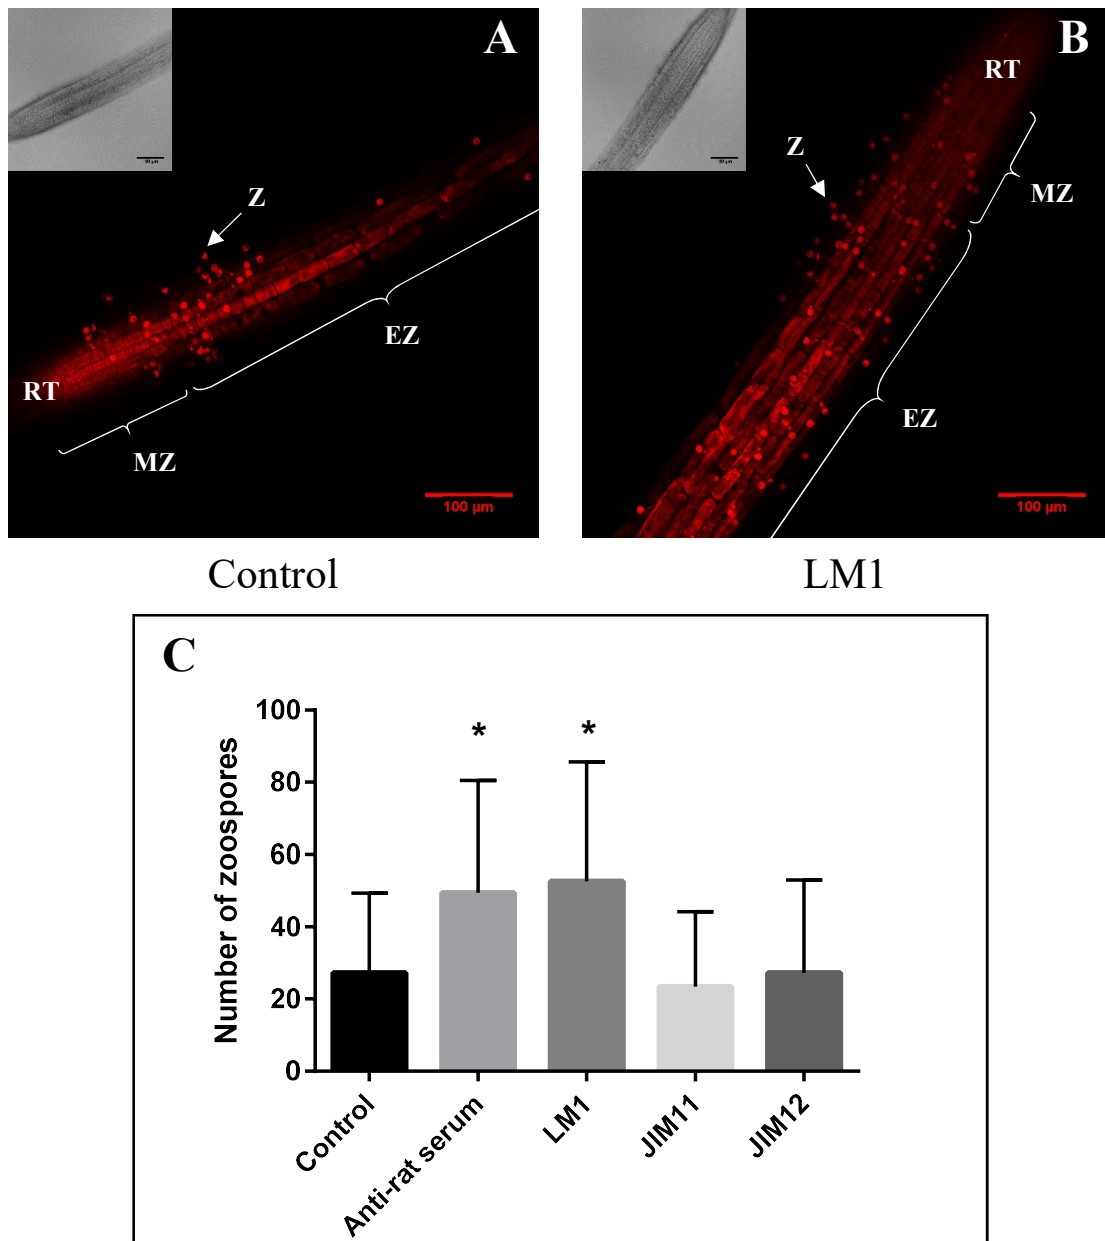 A
Z
EZ
RT
MZ
100 µm
B
RT
Z
MZ
EZ
100 µm
Control
LM1
C
Number of zoospores
100
80
60
40
20
0
*
*
Control
Anti-rat serum
LM1
JIM11
JIM12